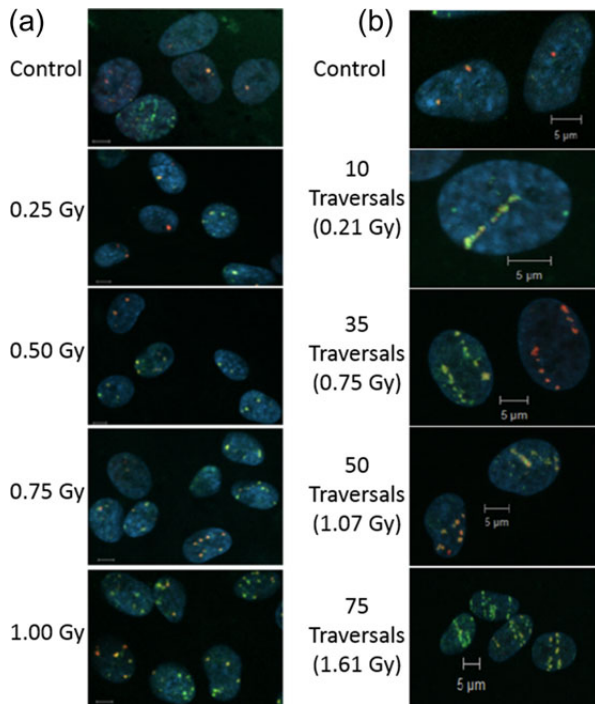 (a)
Control
0.25 Gy
0.50 Gy
0.75 Gy
1.00 Gy
(b)
Control
5 µm
10
Traversals
(0.21 Gy)
5 µm
35
Traversals
(0.75 Gy)
5 µm
50
Traversals
(1.07 Gy)
5 µm
75
Traversals
(1.61 Gy)
5 µm